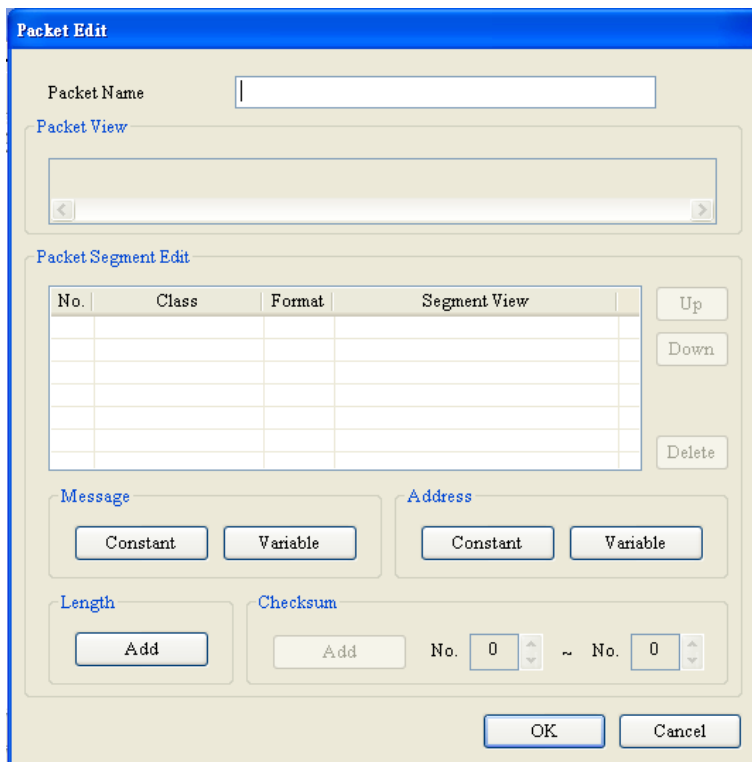 Packet Edit
Packet Name
Packet View
Packet Segment Edit
No. Class Format Segment View
Up
Down
Delete
Message
Constant Variable
Address
Constant Variable
Length
Add
Checksum
Add No. 0 ~ No. 0
OK Cancel